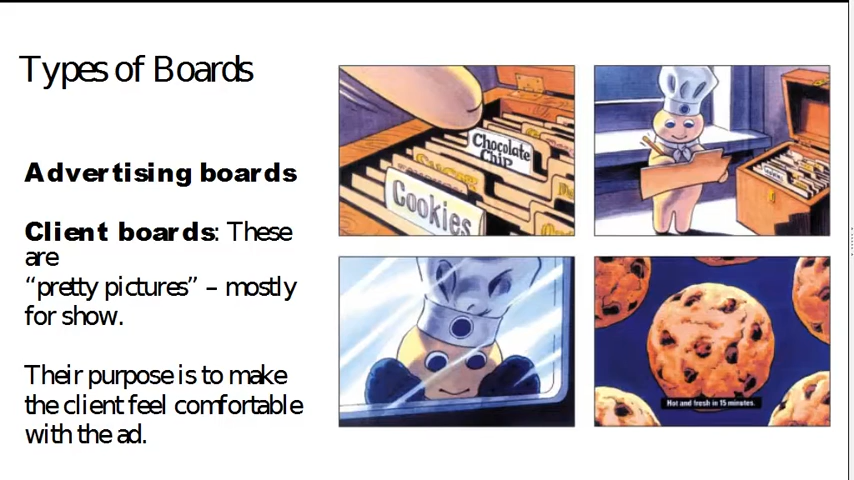 Types of Boards
Advertising boards
Client boards: These
are
“pretty pictures” – mostly
for show.
Their purpose is to make
the client feel comfortable
with the ad.
Chocolate
Chip
Cookies
Hot and fresh in 15 minutes.